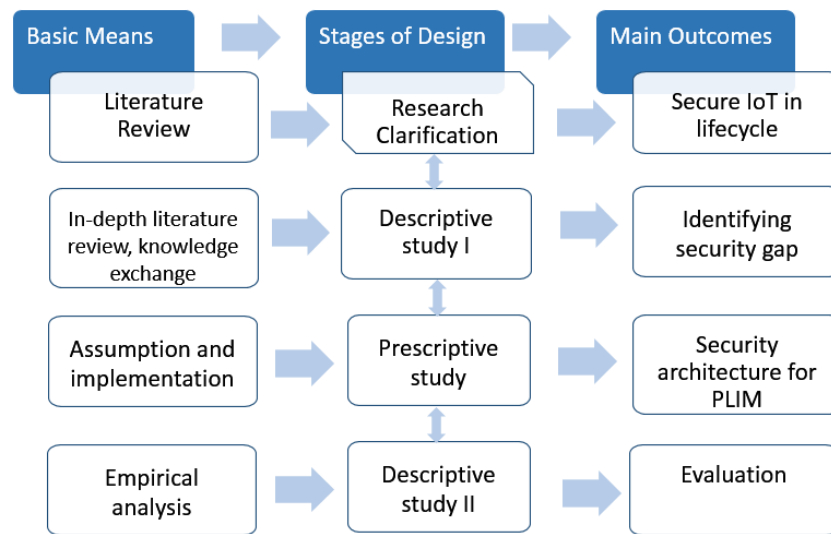 Basic Means
Stages of Design
Main Outcomes
Literature
Review
Research
Clarification
Secure IoT in
lifecycle
In-depth literature
review, knowledge
exchange
Descriptive
study I
Identifying
security gap
Assumption and
implementation
Prescriptive
study
Security
architecture for
PLIM
Empirical
analysis
Descriptive
study II
Evaluation